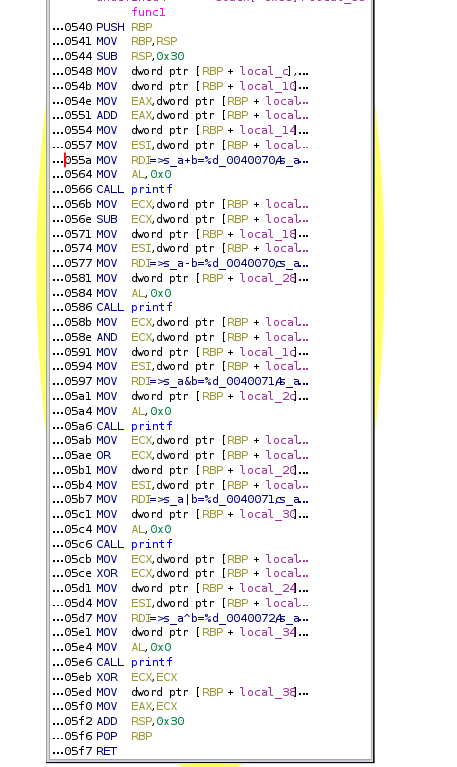 func1
...0540 PUSH RBP
...0541 MOV RBP,RSP
...0544 SUB RSP,0x30
...0548 MOV dword ptr [RBP + local_c],...
...054b MOV dword ptr [RBP + local_10]...
...054e MOV EAX,dword ptr [RBP + local...
...0551 ADD EAX,dword ptr [RBP + local...
...0554 MOV dword ptr [RBP + local_14]...
...0557 MOV ESI,dword ptr [RBP + local...
...055a MOV RDI=>s_a+b=%d_00400704,s_a...
...0564 MOV AL,0x0
...0566 CALL printf
...056b MOV ECX,dword ptr [RBP + local...
...056e SUB ECX,dword ptr [RBP + local...
...0571 MOV dword ptr [RBP + local_18]...
...0574 MOV ESI,dword ptr [RBP + local...
...0577 MOV RDI=>s_a-b=%d_0040070c,s_a...
...0581 MOV dword ptr [RBP + local_28]...
...0584 MOV AL,0x0
...0586 CALL printf
...058b MOV ECX,dword ptr [RBP + local...
...058e AND ECX,dword ptr [RBP + local...
...0591 MOV dword ptr [RBP + local_1c]...
...0594 MOV ESI,dword ptr [RBP + local...
...0597 MOV RDI=>s_a&b=%d_00400714,s_a...
...05a1 MOV dword ptr [RBP + local_2c]...
...05a4 MOV AL,0x0
...05a6 CALL printf
...05ab MOV ECX,dword ptr [RBP + local...
...05ae OR ECX,dword ptr [RBP + local...
...05b1 MOV dword ptr [RBP + local_20]...
...05b4 MOV ESI,dword ptr [RBP + local...
...05b7 MOV RDI=>s_a|b=%d_0040071c,s_a...
...05c1 MOV dword ptr [RBP + local_30]...
...05c4 MOV AL,0x0
...05c6 CALL printf
...05cb MOV ECX,dword ptr [RBP + local...
...05ce XOR ECX,dword ptr [RBP + local...
...05d1 MOV dword ptr [RBP + local_24]...
...05d4 MOV ESI,dword ptr [RBP + local...
...05d7 MOV RDI=>s_a^b=%d_00400724,s_a...
...05e1 MOV dword ptr [RBP + local_34]...
...05e4 MOV AL,0x0
...05e6 CALL printf
...05eb XOR ECX,ECX
...05ed MOV dword ptr [RBP + local_38]...
...05f0 MOV EAX,ECX
...05f2 ADD RSP,0x30
...05f6 POP RBP
...05f7 RET